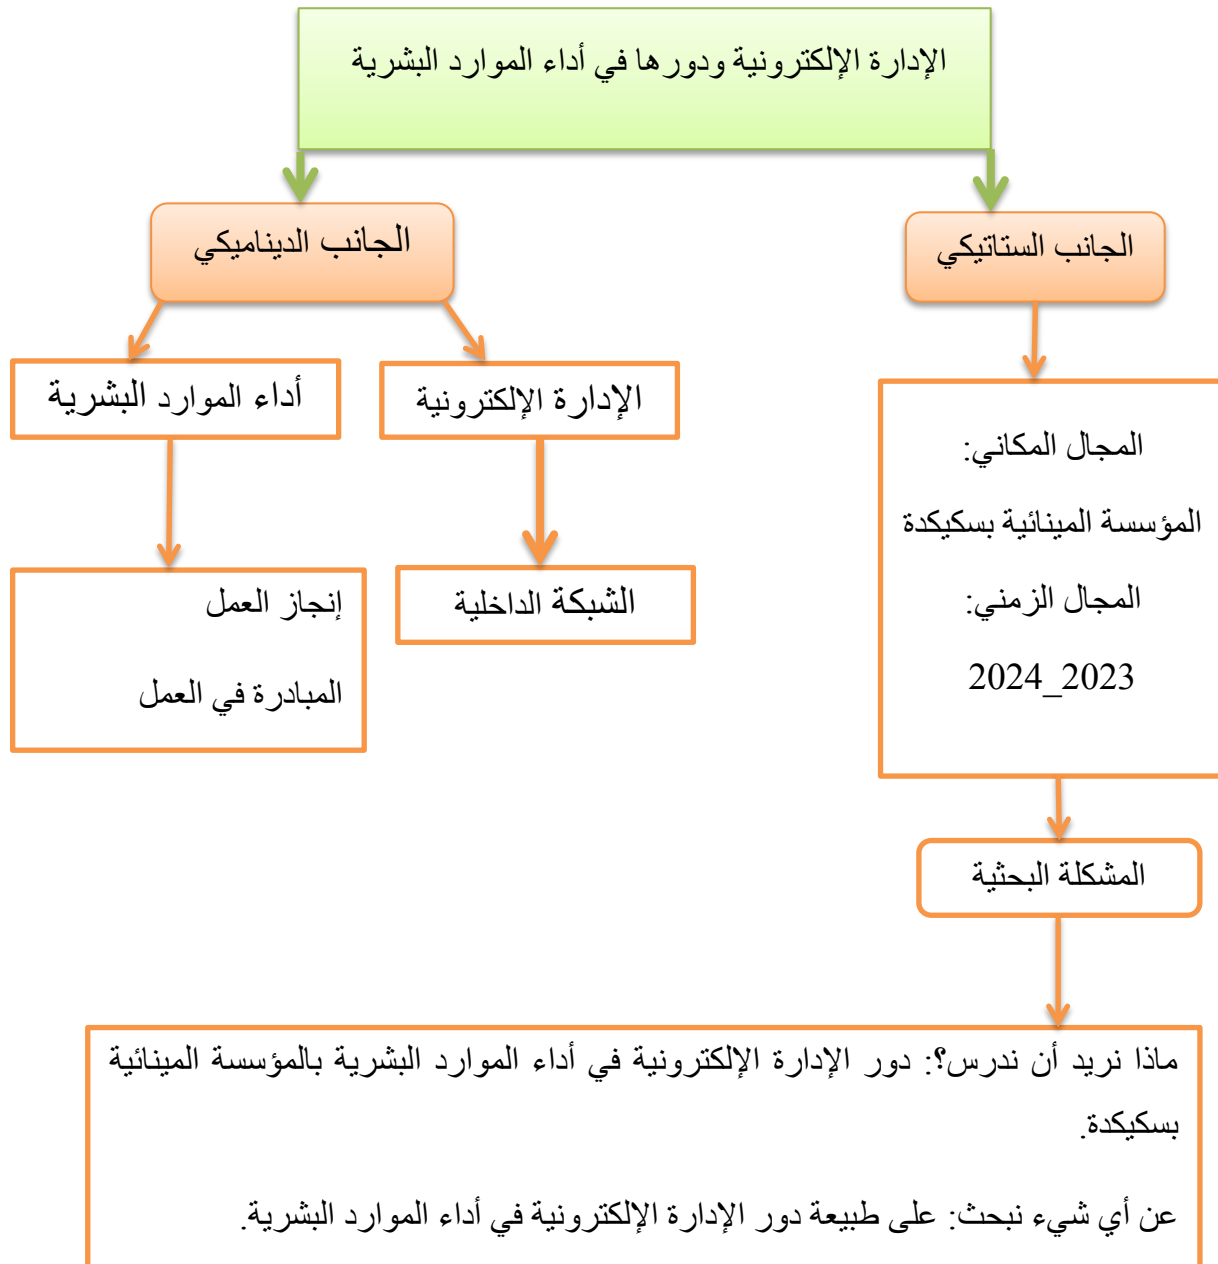 الإدارة الإلكترونية ودورها في أداء الموارد البشرية
الجانب الستاتيكي
الجانب الديناميكي
الإدارة الإلكترونية
أداء الموارد البشرية
المجال المكاني:
المؤسسة المينائية بسكيكدة
المجال الزمني:
2024_2023
الشبكة الداخلية
إنجاز العمل
المبادرة في العمل
المشكلة البحثية
ماذا نريد أن ندرس؟: دور الإدارة الإلكترونية في أداء الموارد البشرية بالمؤسسة المينائية
بسكيكدة.
عن أي شيء نبحث: على طبيعة دور الإدارة الإلكترونية في أداء الموارد البشرية.